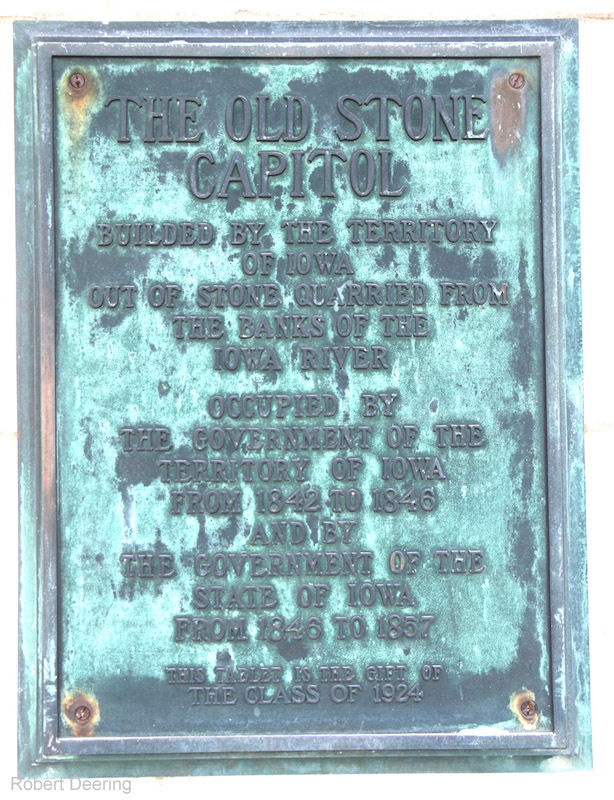 THE OLD STONE
CAPITOL
BUILDED BY THE TERRITORY
OF IOWA
OUT OF STONE QUARRIED FROM
THE BANKS OF THE
IOWA RIVER
OCCUPIED BY
THE GOVERNMENT OF THE
TERRITORY OF IOWA
FROM 1842 TO 1846
AND BY
THE GOVERNMENT OF THE
STATE OF IOWA
FROM 1846 TO 1857
THIS TABLET IS THE GIFT OF
THE CLASS OF 1924
Robert Deering